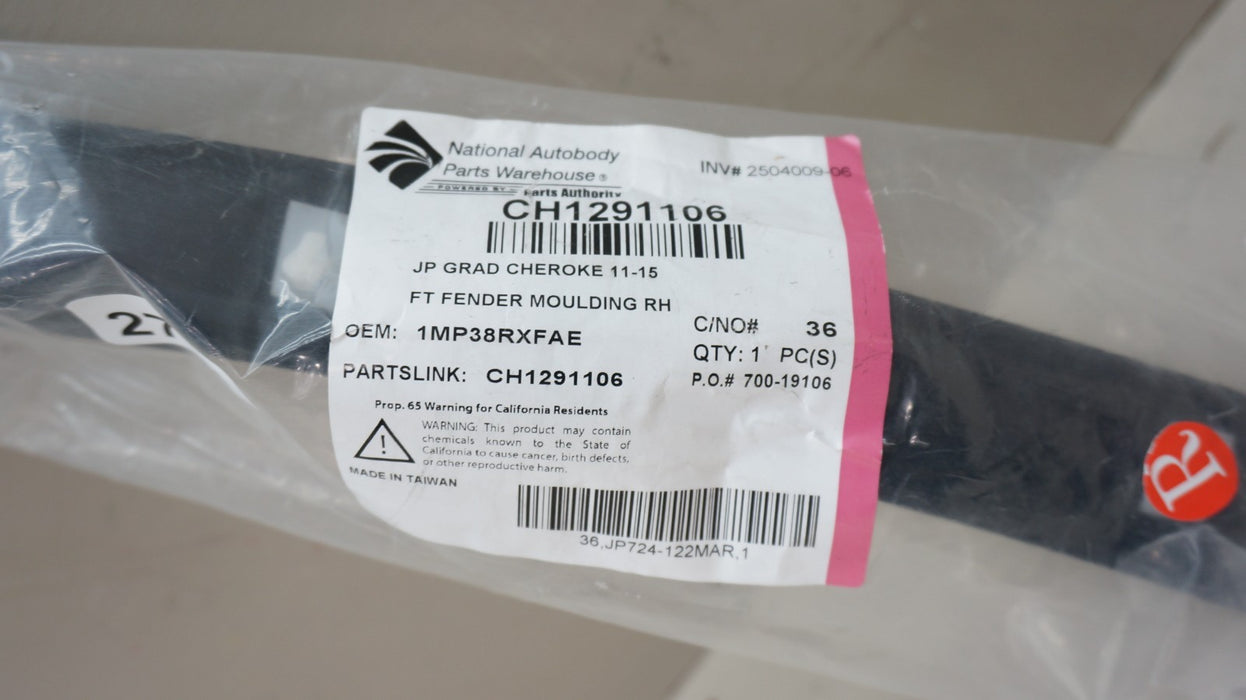 National Autobody
Parts Warehouse®
POWERED BY Parts Authority
INV# 2504009-06
CH1291106
JP GRAD CHEROKE 11-15
FT FENDER MOULDING RH
OEM: 1MP38RXFAE
C/NO# 36
QTY: 1 PC(S)
PARTSLINK: CH1291106
P.O.# 700-19106
Prop. 65 Warning for California Residents
WARNING: This product may contain
chemicals known to the State of
California to cause cancer, birth defects,
or other reproductive harm.
MADE IN TAIWAN
36,JP724-122MAR,1
27
R